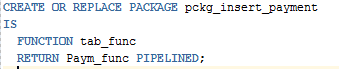 CREATE OR REPLACE PACKAGE pckg_insert_payment
IS
FUNCTION tab_func
RETURN Paym_func PIPELINED;